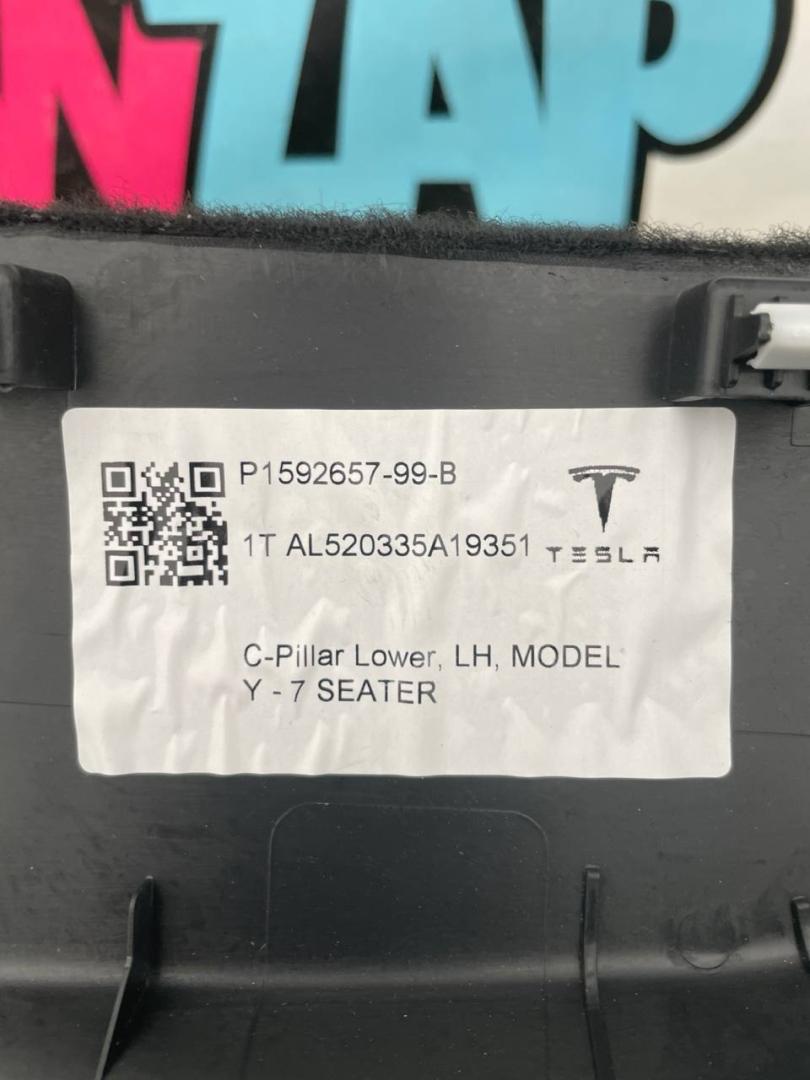 NZAP
P1592657-99-B
1T AL520335A19351
TESLA
C-Pillar Lower, LH, MODEL
Y - 7 SEATER